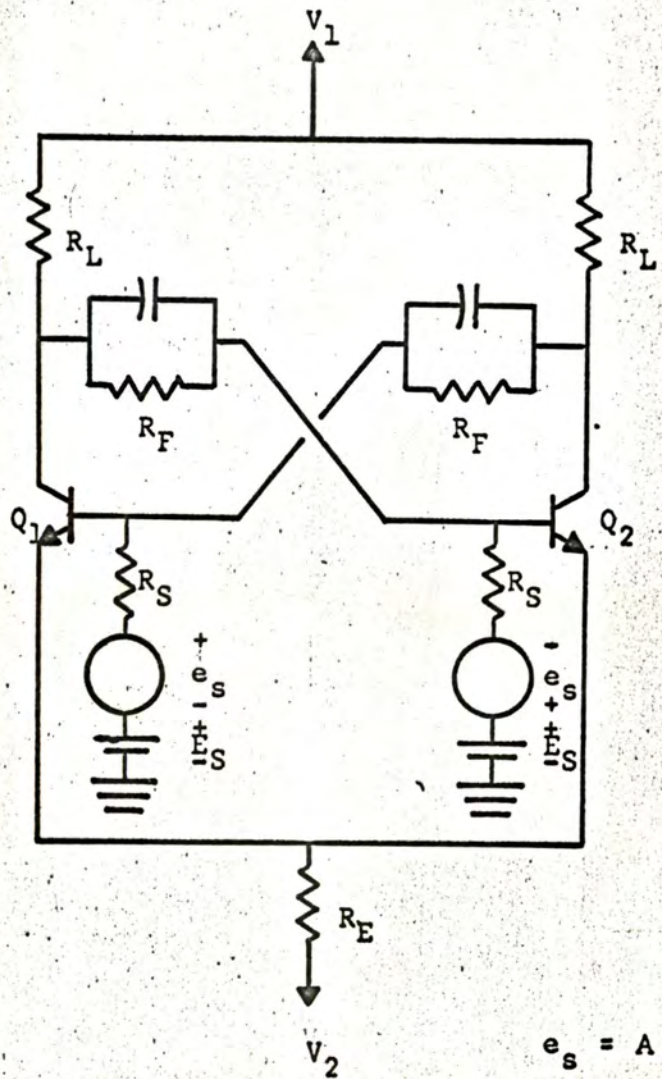 V1
RL
RL
RF
RF
Q1
Q2
RS
RS
+
es
-
+
ES
-
-
es
+
+
ES
-
RE
V2
es = A